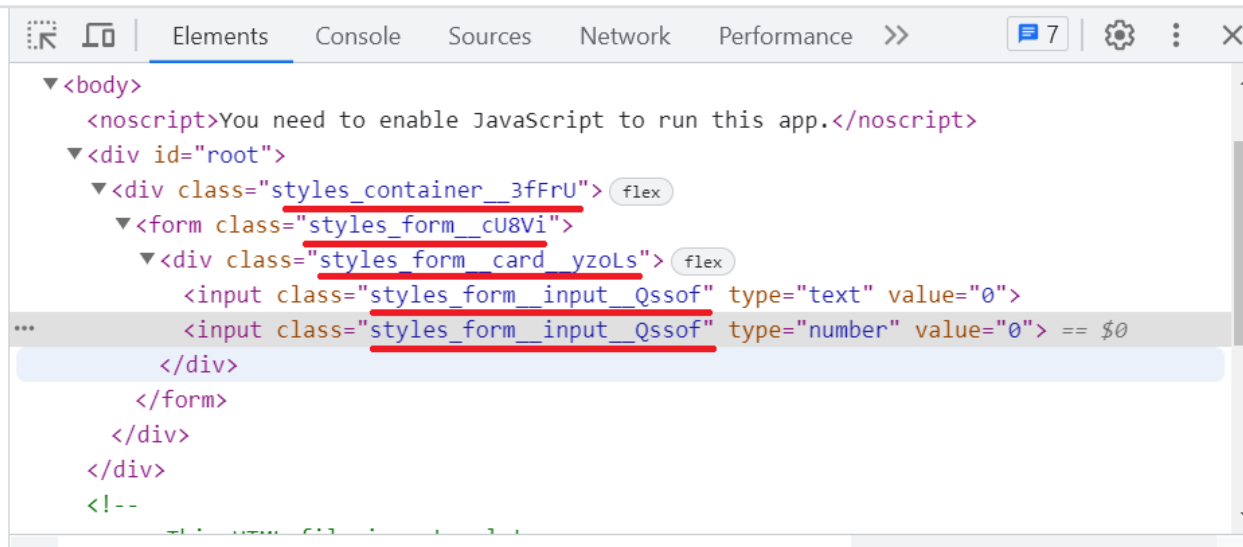 Elements Console Sources Network Performance 7
<body>
<noscript>You need to enable JavaScript to run this app.</noscript>
<div id="root">
<div class="styles_container__3fFrU"> flex
<form class="styles_form__cU8Vi">
<div class="styles_form__card__yzoLs"> flex
<input class="styles_form__input__Qssof" type="text" value="0">
<input class="styles_form__input__Qssof" type="number" value="0"> == $0
</div>
</form>
</div>
</div>
<!--